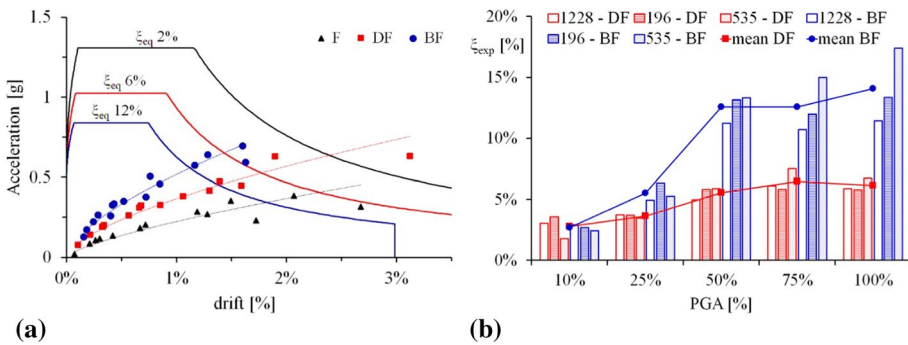 1.5
1
0.5
0
Acceleration [g]
ξeq 2%
ξeq 6%
ξeq 12%
F DF BF
0% 1% 2% 3%
drift [%]
(a)
20%
15%
10%
5%
0%
ξexp [%]
1228 - DF 196 - DF 535 - DF 1228 - BF
196 - BF 535 - BF mean DF mean BF
10% 25% 50% 75% 100%
PGA [%]
(b)